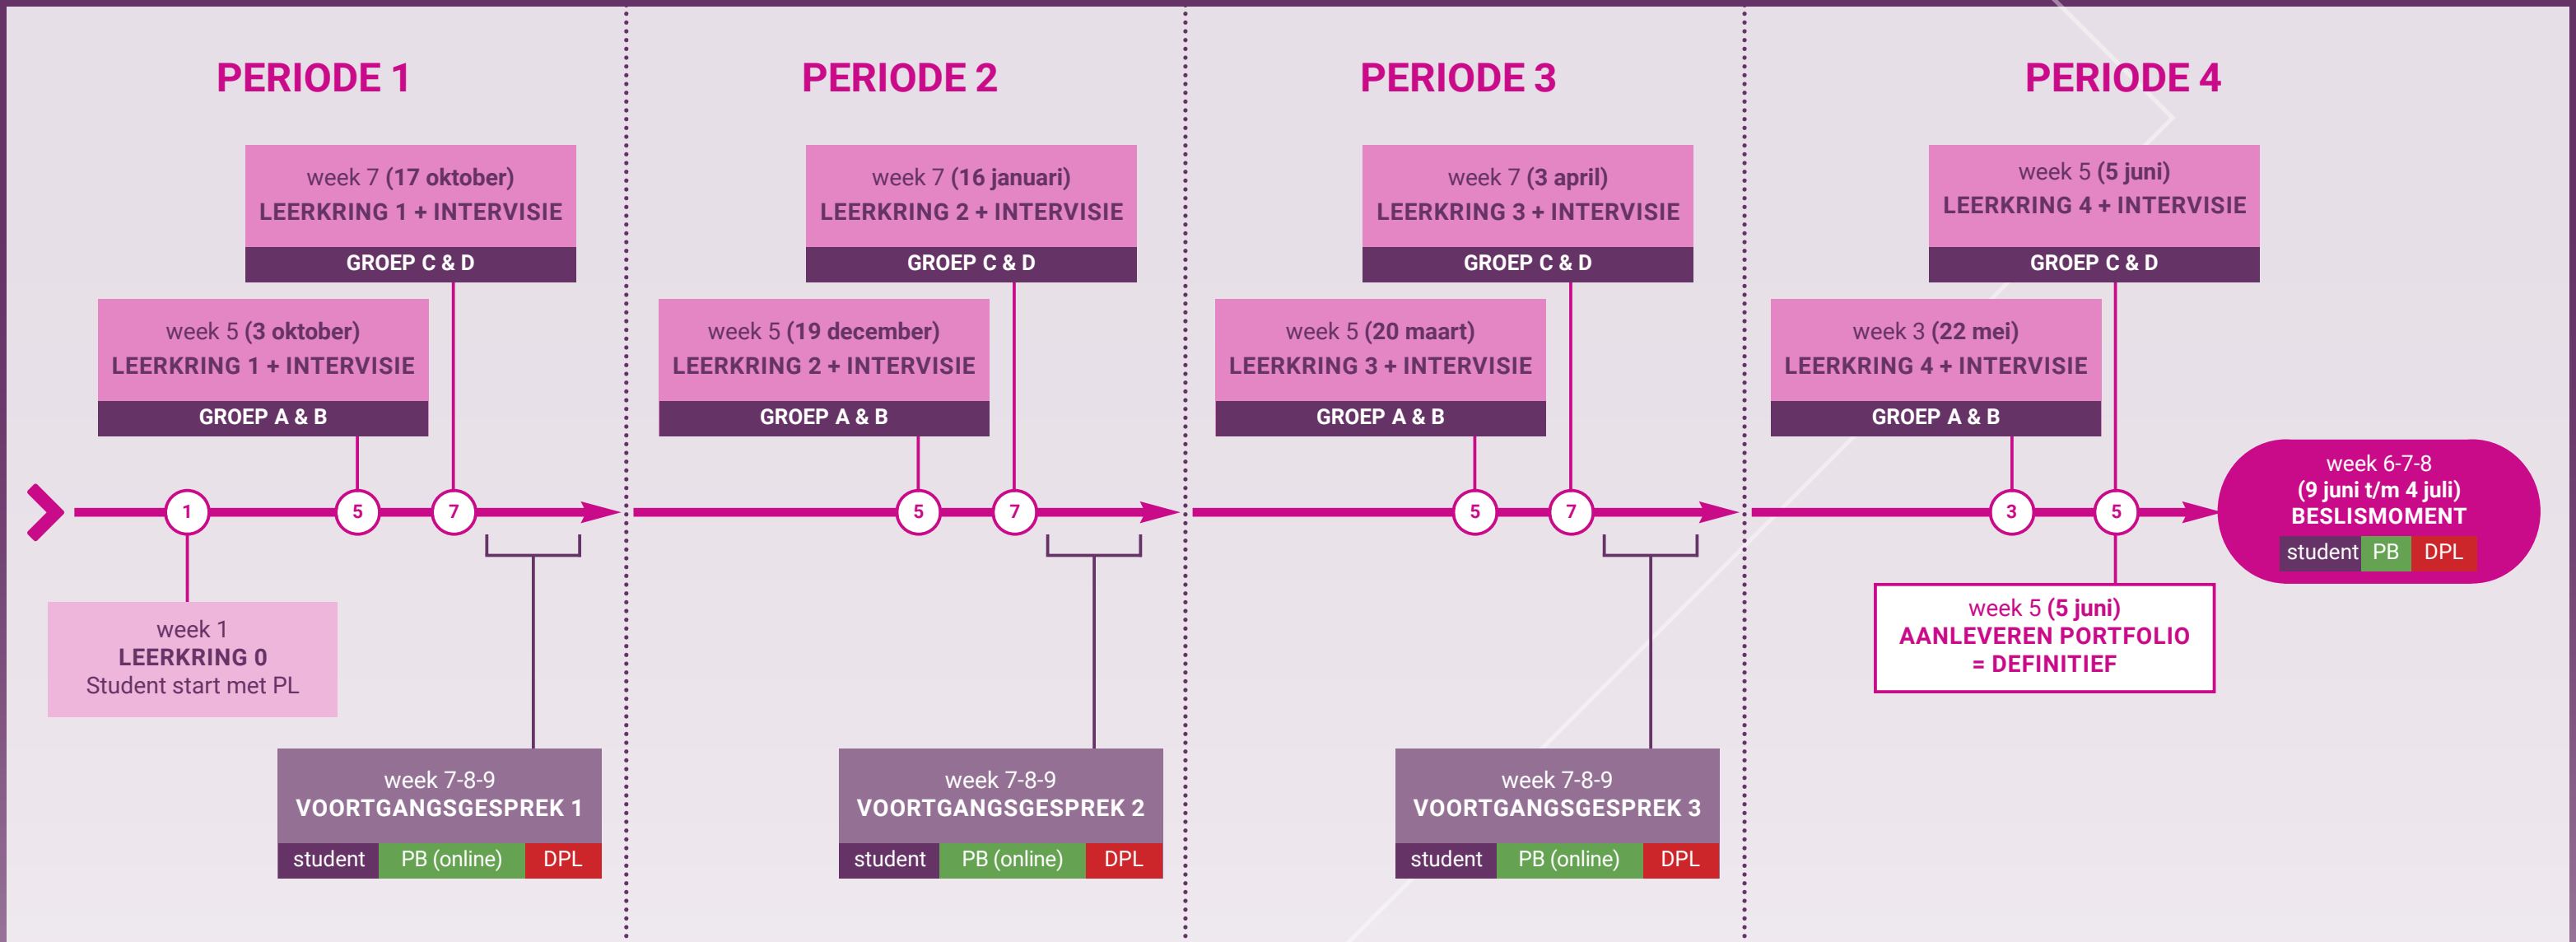 PERIODE 1
week 7 (17 oktober)
LEERKRING 1 + INTERVISIE
GROEP C & D
week 5 (3 oktober)
LEERKRING 1 + INTERVISIE
GROEP A & B
1
5
7
week 1
LEERKRING 0
Student start met PL
week 7-8-9
VOORTGANGSGESPREK 1
student PB (online) DPL
PERIODE 2
week 7 (16 januari)
LEERKRING 2 + INTERVISIE
GROEP C & D
week 5 (19 december)
LEERKRING 2 + INTERVISIE
GROEP A & B
5
7
week 7-8-9
VOORTGANGSGESPREK 2
student PB (online) DPL
PERIODE 3
week 7 (3 april)
LEERKRING 3 + INTERVISIE
GROEP C & D
week 5 (20 maart)
LEERKRING 3 + INTERVISIE
GROEP A & B
5
7
week 7-8-9
VOORTGANGSGESPREK 3
student PB (online) DPL
PERIODE 4
week 5 (5 juni)
LEERKRING 4 + INTERVISIE
GROEP C & D
week 3 (22 mei)
LEERKRING 4 + INTERVISIE
GROEP A & B
3
5
week 5 (5 juni)
AANLEVEREN PORTFOLIO
= DEFINITIEF
week 6-7-8
(9 juni t/m 4 juli)
BESLISMOMENT
student PB DPL